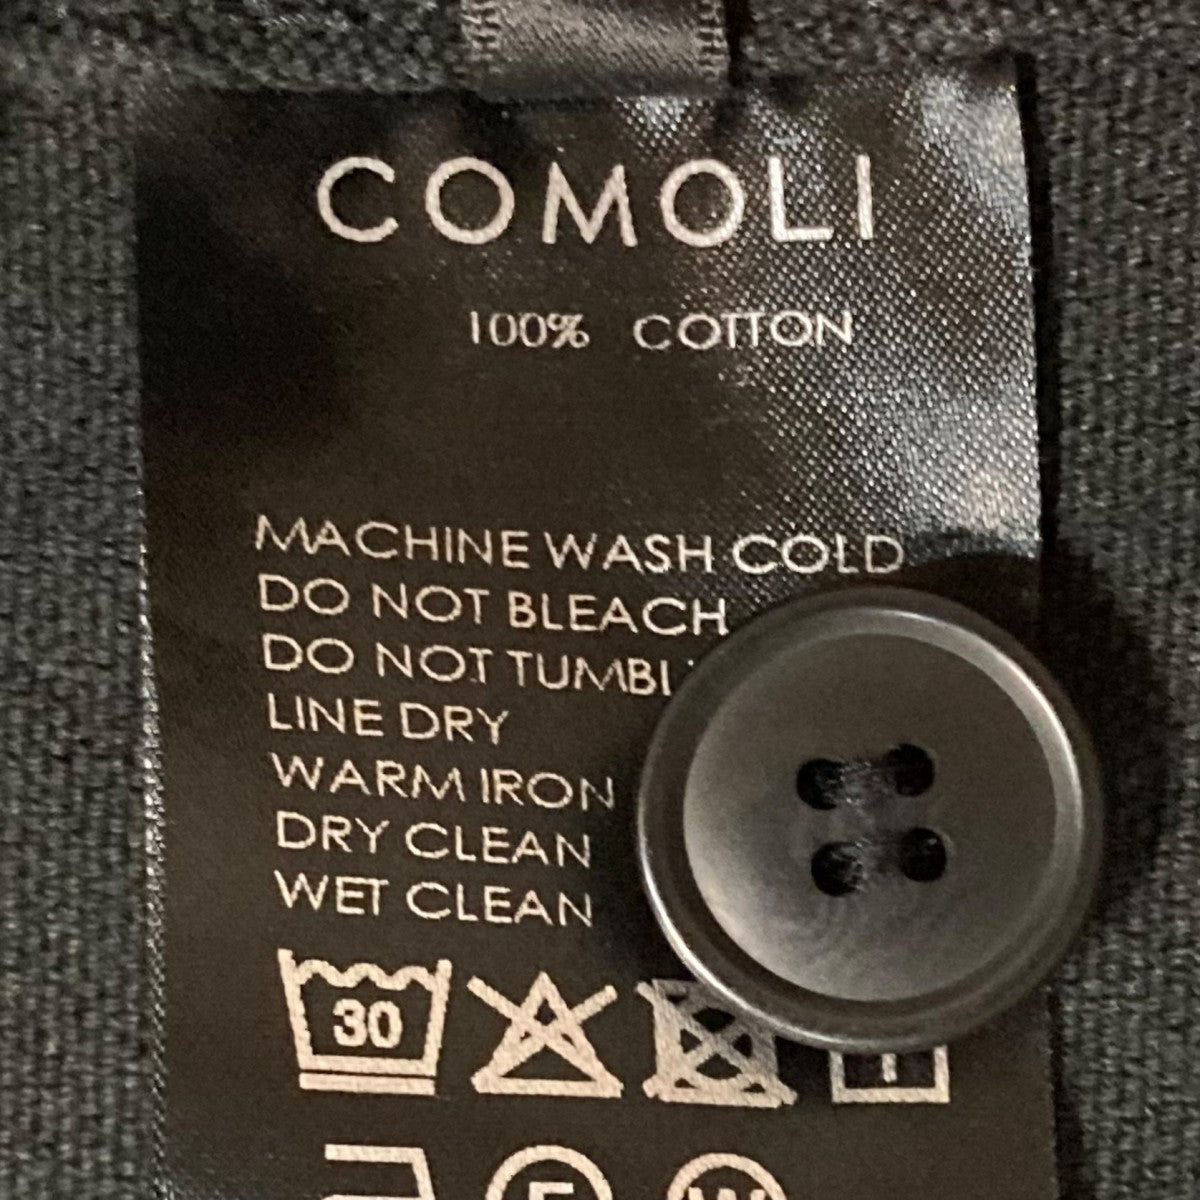 COMOLI
100% COTTON
MACHINE WASH COLD
DO NOT BLEACH
DO NOT
LINE DRY
WARM IRON
DRY CLEAN
WET CLEAN
30